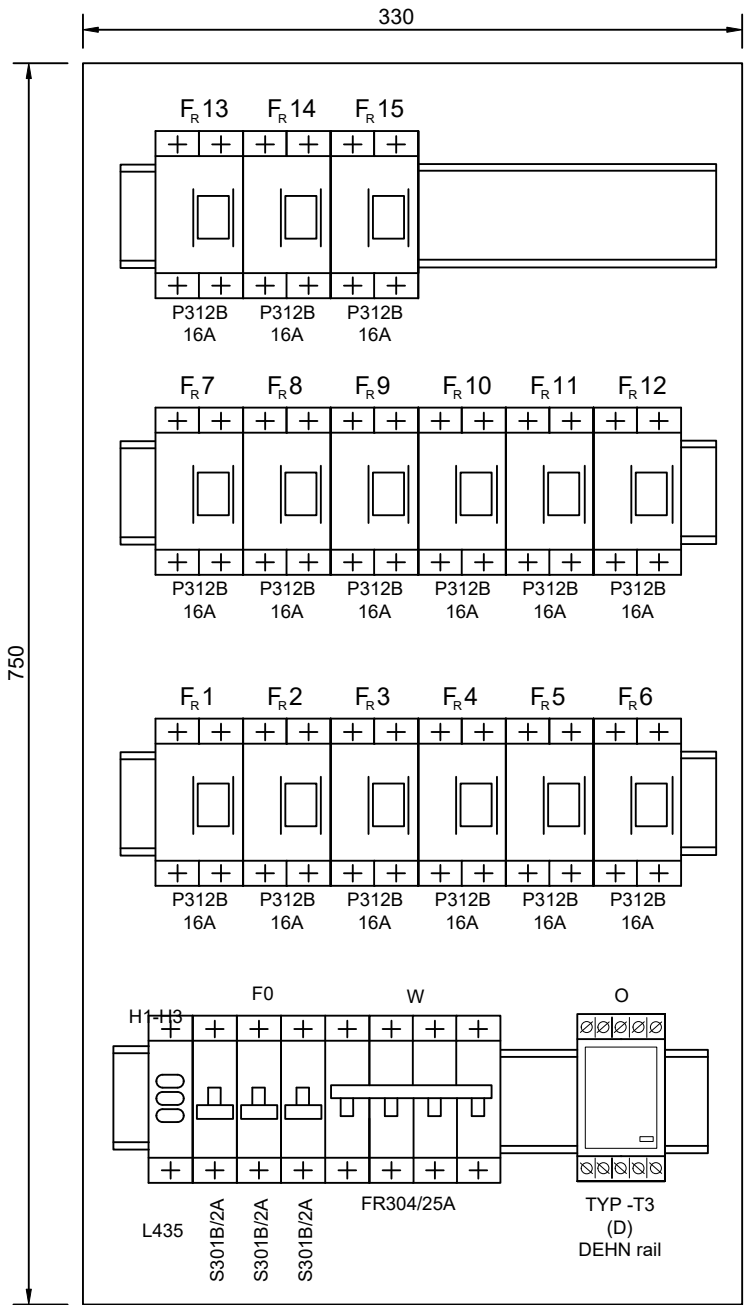 330
750
FR13 FR14 FR15
P312B P312B P312B
16A 16A 16A
FR7 FR8 FR9 FR10 FR11 FR12
P312B P312B P312B P312B P312B P312B
16A 16A 16A 16A 16A 16A
FR1 FR2 FR3 FR4 FR5 FR6
P312B P312B P312B P312B P312B P312B
16A 16A 16A 16A 16A 16A
H1-H3 F0 W O
L435 S301B/2A S301B/2A S301B/2A FR304/25A TYP -T3
(D)
DEHN rail